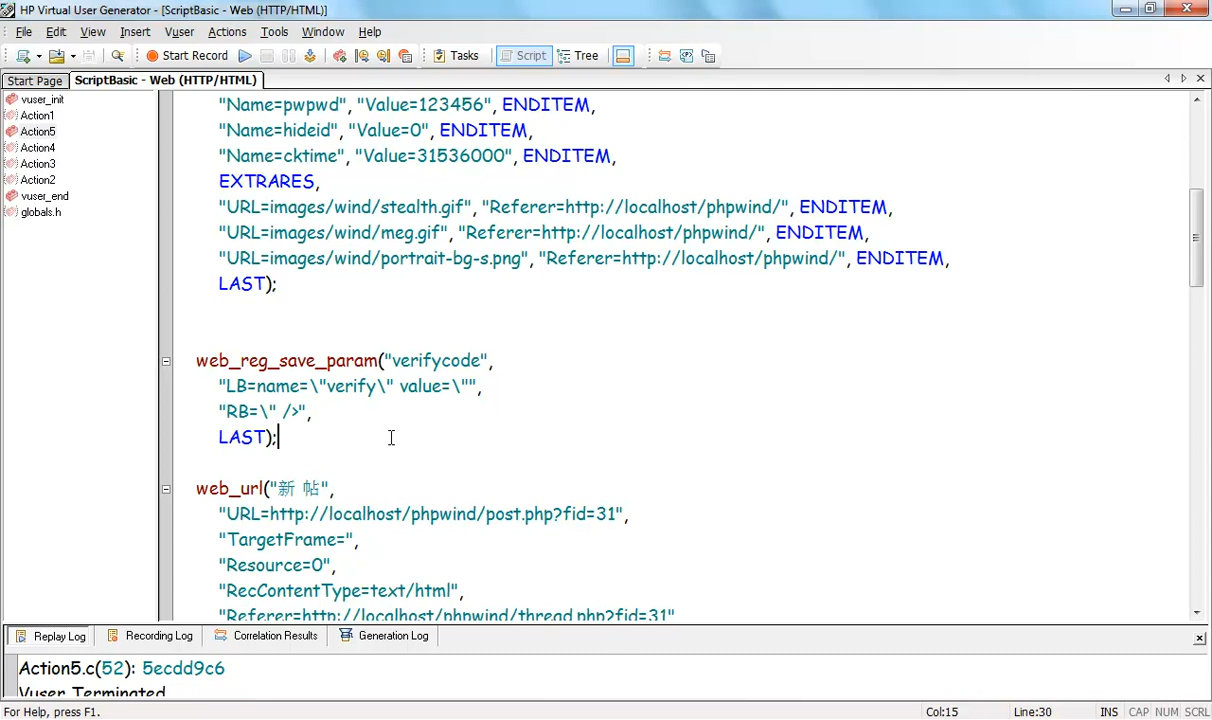 HP Virtual User Generator - [ScriptBasic - Web (HTTP/HTML)]
File Edit View Insert Vuser Actions Tools Window Help
Start Record Tasks Script Tree
Start Page ScriptBasic - Web (HTTP/HTML)
vuser_init
Action1
Action5
Action4
Action3
Action2
vuser_end
globals.h
"Name=pwpwd", "Value=123456", ENDITEM,
"Name=hideid", "Value=0", ENDITEM,
"Name=cktime", "Value=31536000", ENDITEM,
EXTRARES,
"URL=images/wind/stealth.gif", "Referer=http://localhost/phpwind/", ENDITEM,
"URL=images/wind/meg.gif", "Referer=http://localhost/phpwind/", ENDITEM,
"URL=images/wind/portrait-bg-s.png", "Referer=http://localhost/phpwind/", ENDITEM,
LAST);
web_reg_save_param("verifycode",
"LB=name=\"verify\" value=\"",
"RB=\" />",
LAST);
web_url("新 帖",
"URL=http://localhost/phpwind/post.php?fid=31",
"TargetFrame=",
"Resource=0",
"RecContentType=text/html",
"Referer=http://localhost/phpwind/thread.php?fid=31"
Replay Log Recording Log Correlation Results Generation Log
Action5.c(52): 5ecdd9c6
Vuser Terminated
For Help, press F1. Col:15 Line:30 INS CAP NUM SCRL